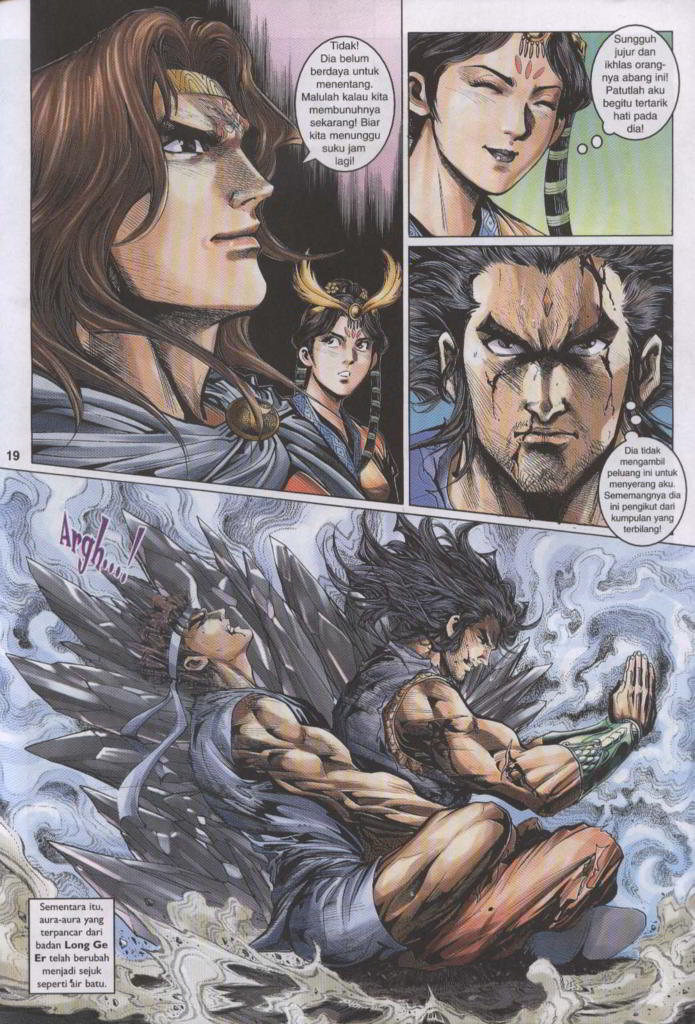 Tidak!
Dia belum
berdaya untuk
menentang.
Malulah kalau kita
membunuhnya
sekarang! Biar
kita menunggu
suku jam
lagi!
Sungguh
jujur dan
ikhlas orang-
nya abang ini!
Patutlah aku
begitu tertarik
hati pada
dia!
Dia tidak
mengambil
peluang ini untuk
menyerang aku.
Sememangnya dia
ini pengikut dari
kumpulan yang
terbilang!
19
Argh....!
Sementara itu,
aura-aura yang
terpancar dari
badan Long Ge
Er telah berubah
menjadi sejuk
seperti air batu.